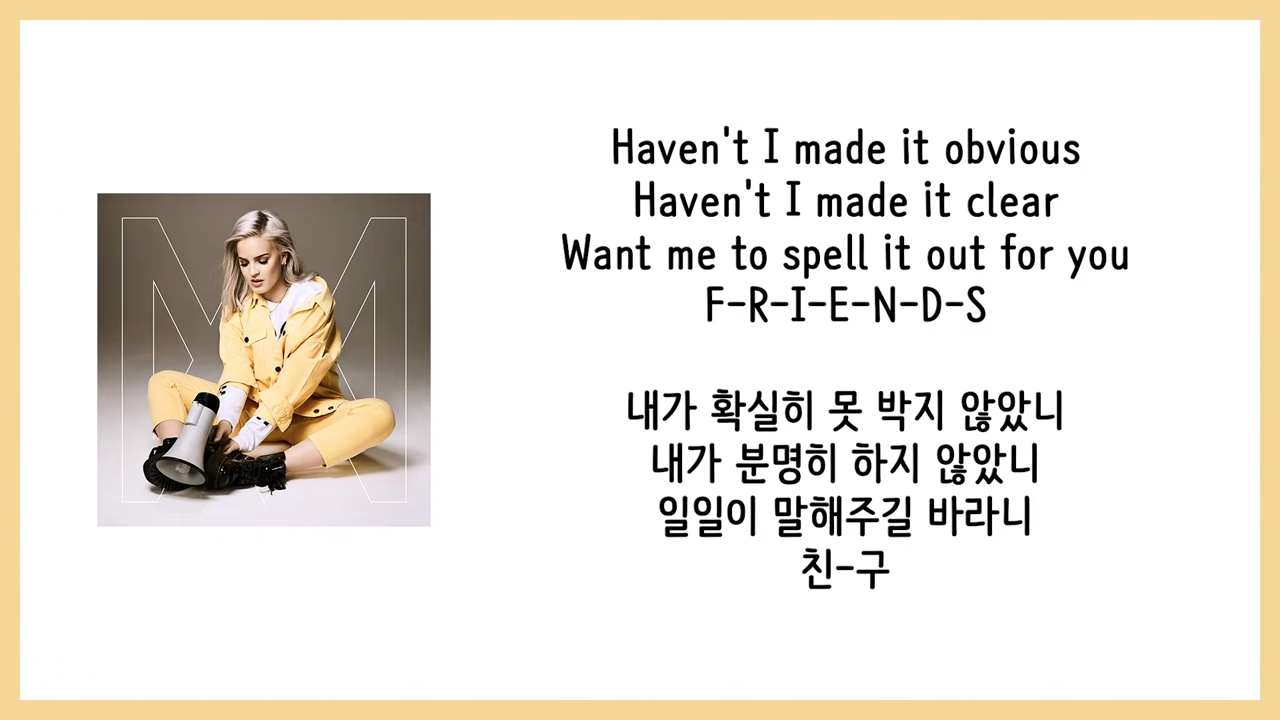 Haven't I made it obvious
Haven't I made it clear
Want me to spell it out for you
F-R-I-E-N-D-S
내가 확실히 못 박지 않았니
내가 분명히 하지 않았니
일일이 말해주길 바라니
친-구